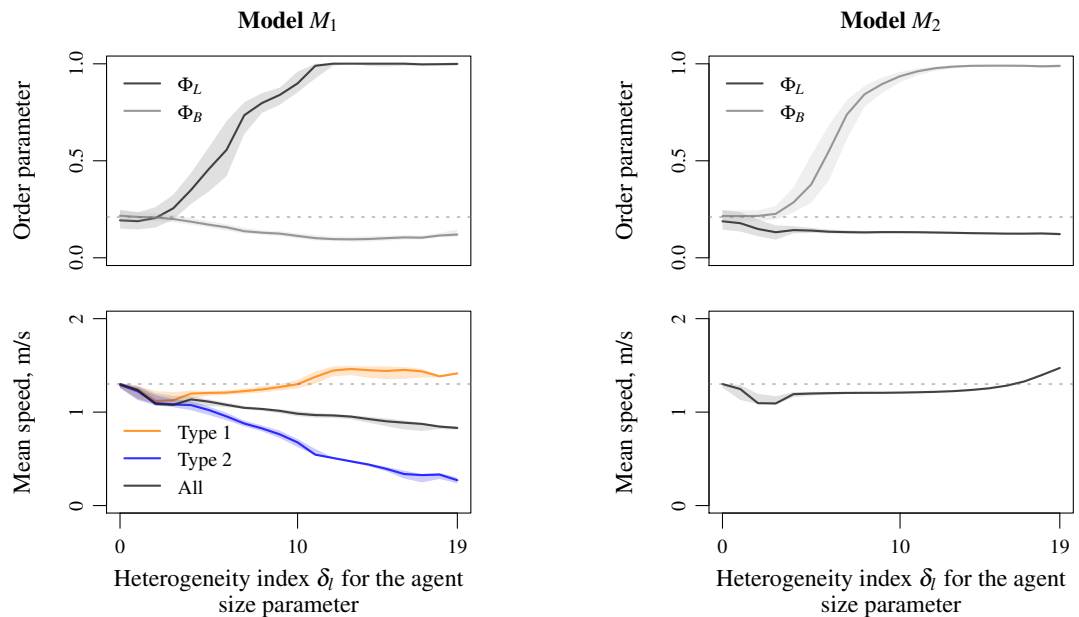 Model M1
Order parameter
1.0
0.5
0.0
ΦL
ΦB
Mean speed, m/s
2
1
0
Type 1
Type 2
All
0
10
19
Heterogeneity index δl for the agent
size parameter
Model M2
Order parameter
1.0
0.5
0.0
ΦL
ΦB
Mean speed, m/s
2
1
0
0
10
19
Heterogeneity index δl for the agent
size parameter